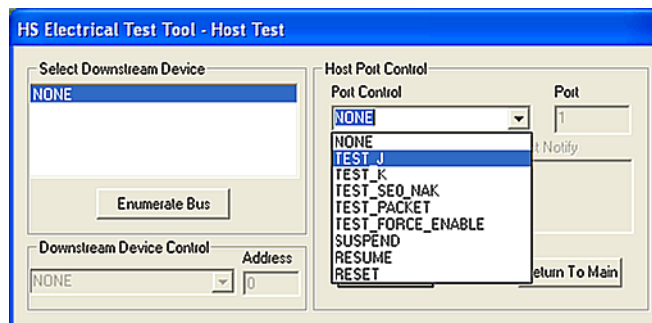 HS Electrical Test Tool - Host Test
Select Downstream Device
NONE
Enumerate Bus
Downstream Device Control
Address
NONE
0
Host Port Control
Port Control
Port
NONE
1
Notify
NONE
TEST_J
TEST_K
TEST_SE0_NAK
TEST_PACKET
TEST_FORCE_ENABLE
SUSPEND
RESUME
RESET
To Main